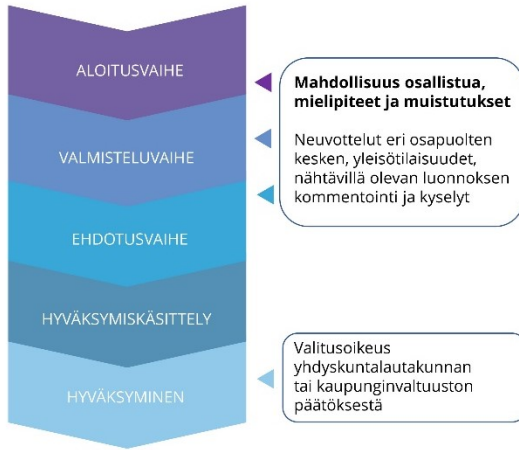 ALOITUSVAIHE
Mahdollisuus osallistua,
mielipiteet ja muistutukset
VALMISTELUVAIHE
Neuvottelut eri osapuolten
kesken, yleisötilaisuudet,
nähtävillä olevan luonnoksen
kommentointi ja kyselyt
EHDOTUSVAIHE
HYVÄKSYMISKÄSITTELY
HYVÄKSYMINEN
Valitusoikeus
yhdyskuntalautakunnan
tai kaupunginvaltuuston
päätöksestä